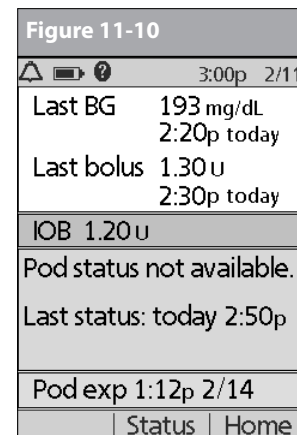 Figure 11-10
3:00p 2/11
Last BG 193 mg/dL
2:20p today
Last bolus 1.30 U
2:30p today
IOB 1.20 U
Pod status not available.
Last status: today 2:50p
Pod exp 1:12p 2/14
Status | Home